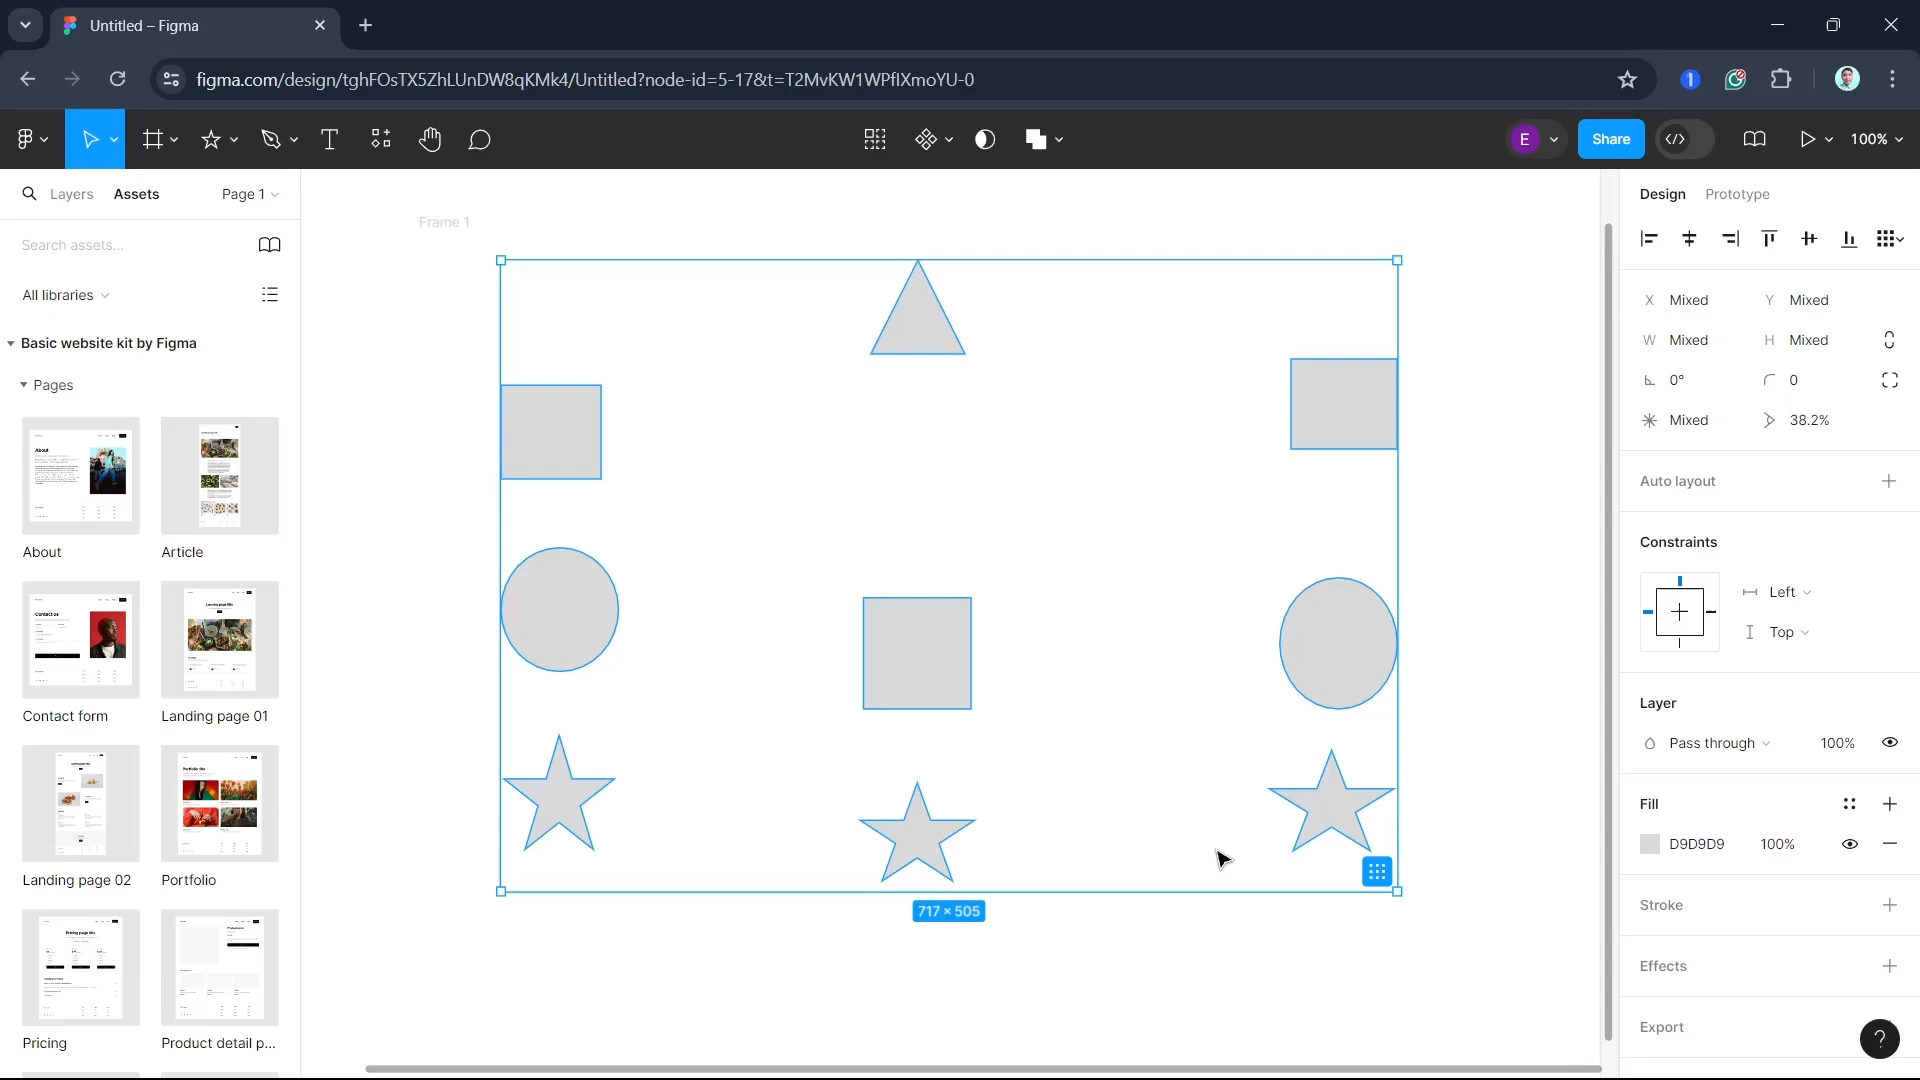 Untitled – Figma
figma.com/design/tghFOsTX5ZhLUnDW8qKMk4/Untitled?node-id=5-17&t=T2MvKW1WPfIXmoYU-0
E
Share
100%
Layers
Assets
Page 1
Search assets...
All libraries
Basic website kit by Figma
Pages
About
Article
Contact form
Landing page 01
Landing page 02
Portfolio
Pricing
Product detail p...
Frame 1
717 × 505
Design
Prototype
X Mixed
Y Mixed
W Mixed
H Mixed
0°
0
Mixed
38.2%
Auto layout
Constraints
Left
Top
Layer
Pass through
100%
Fill
D9D9D9
100%
Stroke
Effects
Export
?